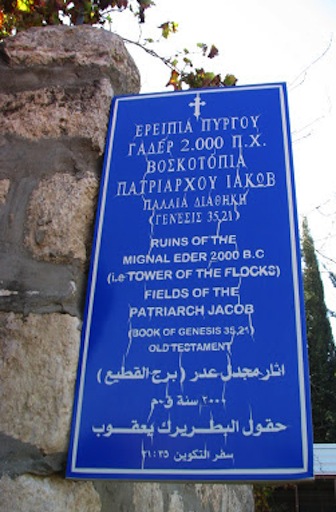 ΕΡΕΙΠΙΑ ΠΥΡΓΟΥ
ΓΑΔΕΡ 2.000 Π.Χ.
ΒΟΣΚΟΤΟΠΙΑ
ΠΑΤΡΙΑΡΧΟΥ ΙΑΚΩΒ
ΠΑΛΑΙΑ ΔΙΑΘΗΚΗ
(ΓΕΝΕΣΙΣ 35,21)
RUINS OF THE
MIGNAL EDER 2000 B.C
(i.e TOWER OF THE FLOCKS)
FIELDS OF THE
PATRIARCH JACOB
(BOOK OF GENESIS 35,21)
OLD TESTAMENT
اثار مجدل عدر ( برج القطيع )
٢٠٠٠ سنة ق.م
حقول البطريرك يعقوب
سفر التكوين ٣٥:٢١